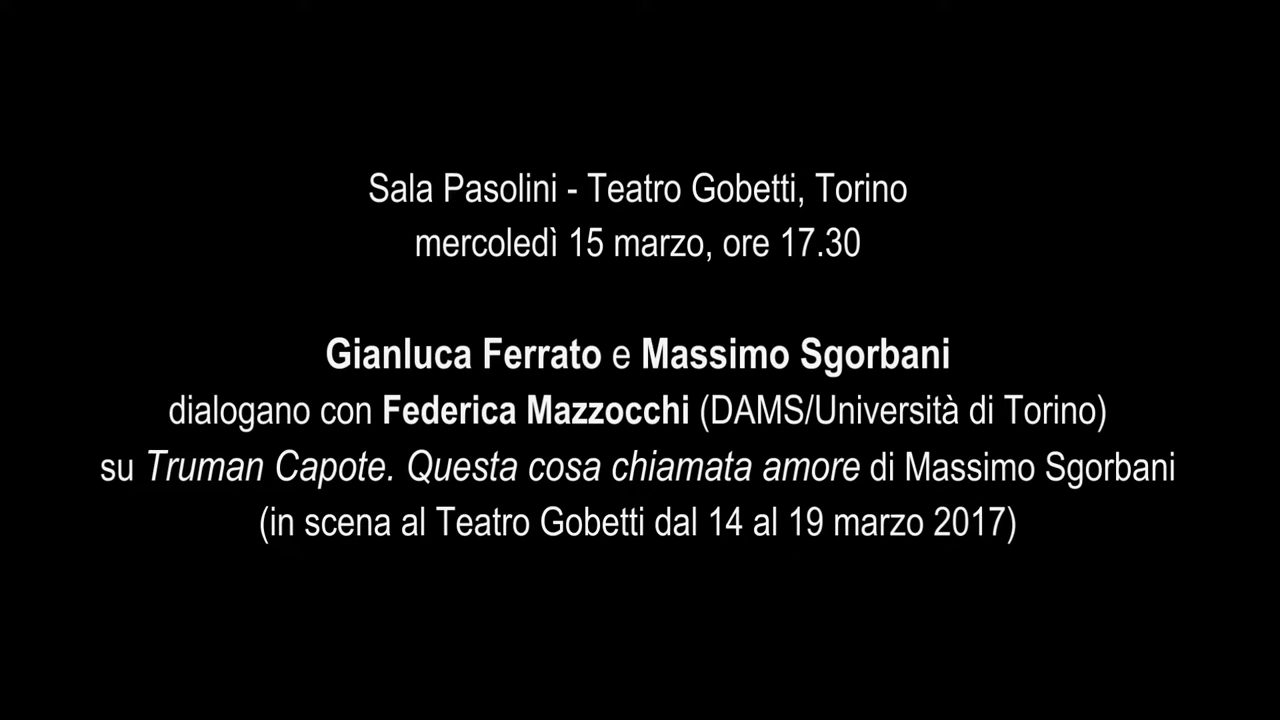 Sala Pasolini - Teatro Gobetti, Torino
mercoledì 15 marzo, ore 17.30
Gianluca Ferrato e Massimo Sgorbani
dialogano con Federica Mazzocchi (DAMS/Università di Torino)
su Truman Capote. Questa cosa chiamata amore di Massimo Sgorbani
(in scena al Teatro Gobetti dal 14 al 19 marzo 2017)